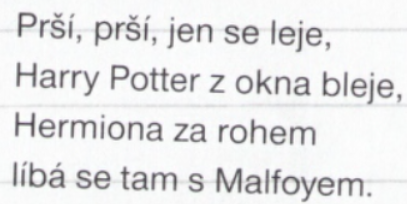 Prší, prší, jen se leje,
Harry Potter z okna bleje,
Hermiona za rohem
líbá se tam s Malfoyem.